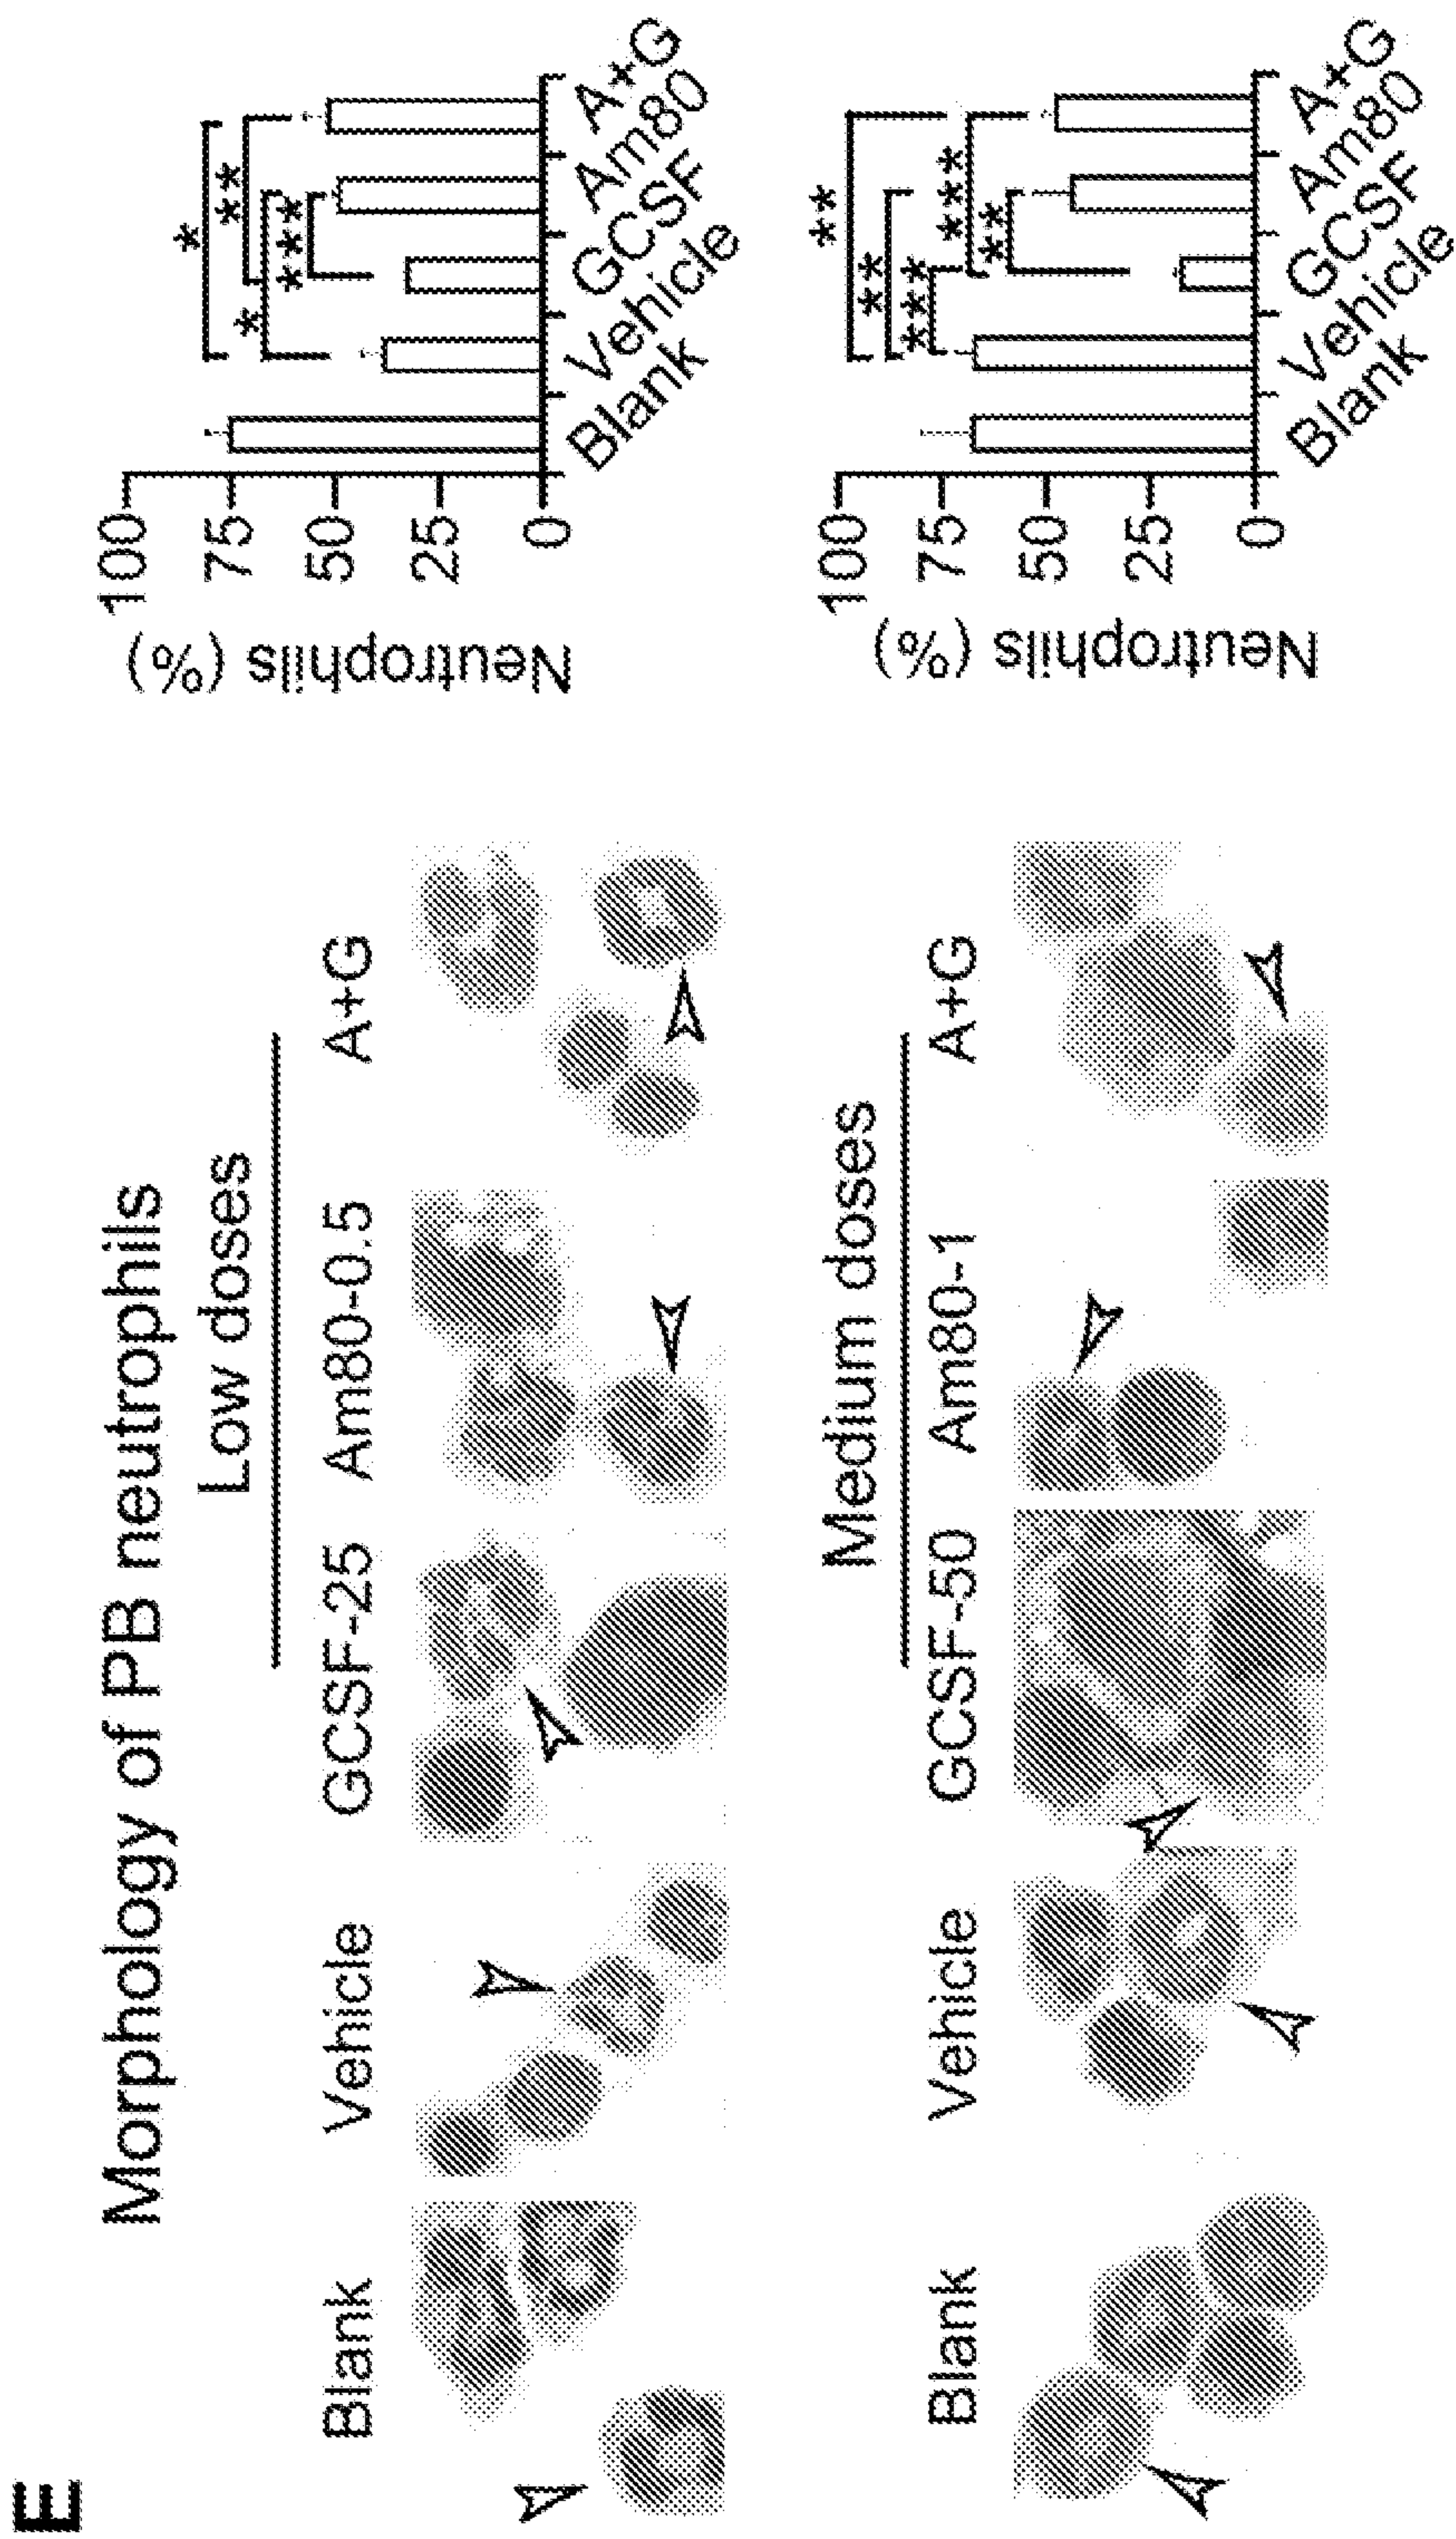 E
Morphology of PB neutrophils
Low doses
Blank Vehicle GCSF-25 Am80-0.5 A+G
Neutrophils (%)
100
75
50
25
0
* ** * ***
Blank
Vehicle
GCSF
Am80
A+G
Medium doses
Blank Vehicle GCSF-50 Am80-1 A+G
Neutrophils (%)
100
75
50
25
0
** ** *** *** **
Blank
Vehicle
GCSF
Am80
A+G